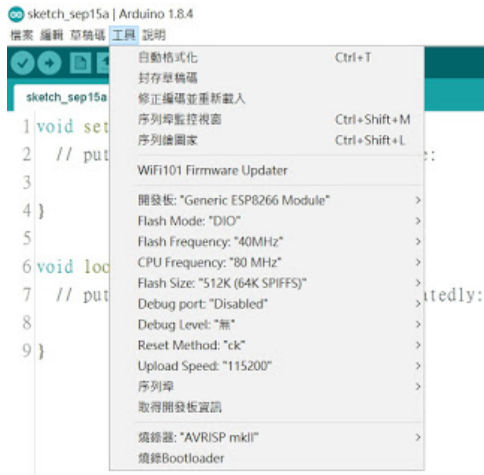 sketch_sep15a | Arduino 1.8.4
檔案 編輯 草稿碼 工具 說明
自動格式化 Ctrl+T
封存草稿碼
修正編碼並重新載入
序列埠監控視窗 Ctrl+Shift+M
序列繪圖家 Ctrl+Shift+L
WiFi101 Firmware Updater
開發板: "Generic ESP8266 Module"
Flash Mode: "DIO"
Flash Frequency: "40MHz"
CPU Frequency: "80 MHz"
Flash Size: "512K (64K SPIFFS)"
Debug port: "Disabled"
Debug Level: "無"
Reset Method: "ck"
Upload Speed: "115200"
序列埠
取得開發板資訊
燒錄器: "AVRISP mkII"
燒錄Bootloader
sketch_sep15a
1 void set
2 // put e:
3
4 }
5
6 void loo
7 // put atedly:
8
9 }